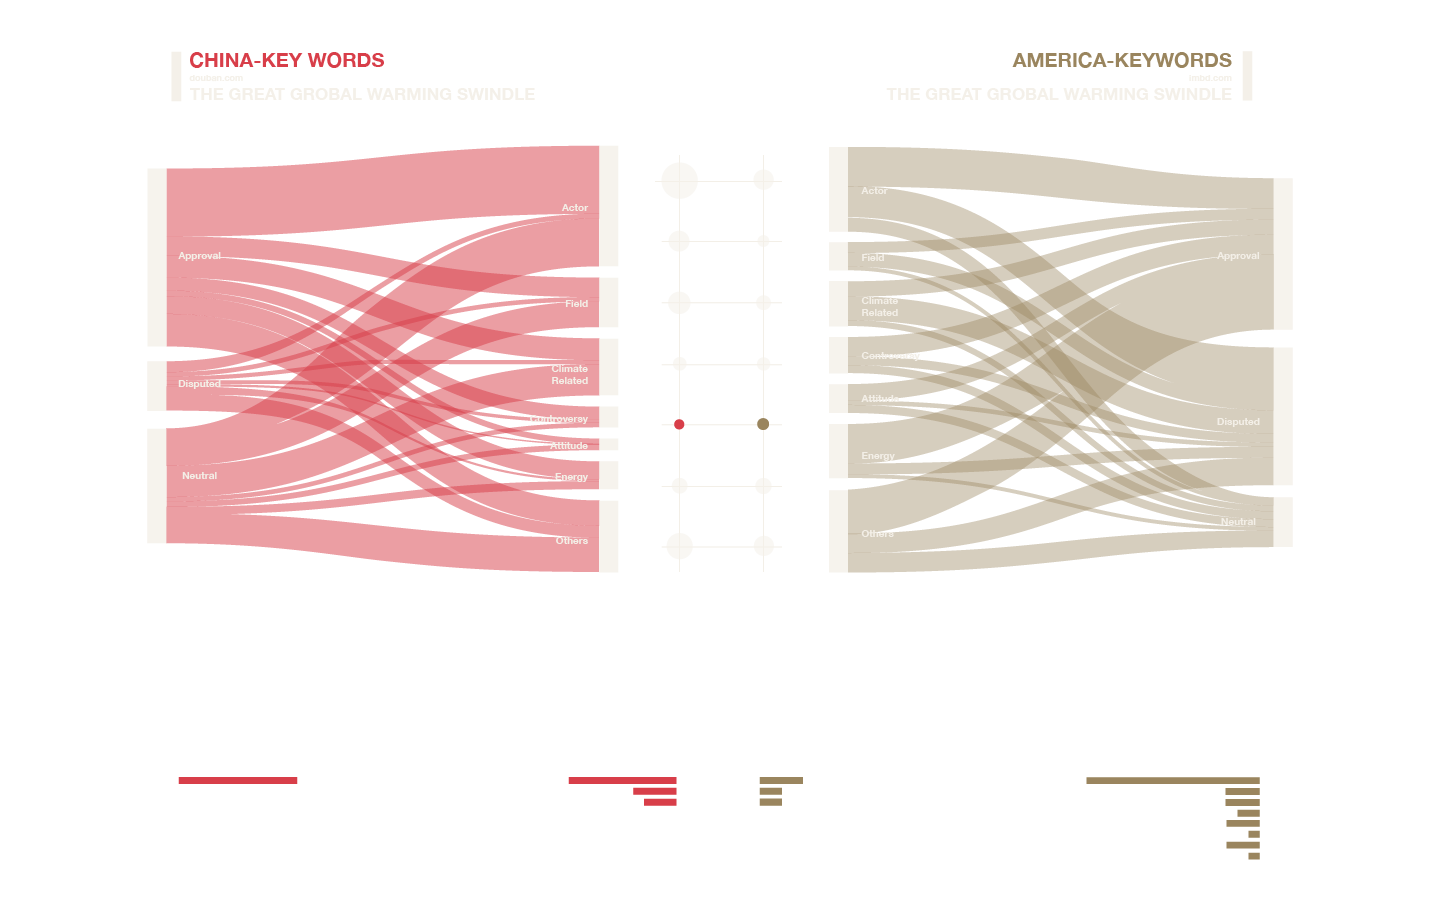 CHINA-KEY WORDS
douban.com
THE GREAT GROBAL WARMING SWINDLE
AMERICA-KEYWORDS
imbd.com
THE GREAT GROBAL WARMING SWINDLE
Approval
Disputed
Neutral
Actor
Field
Climate
Related
Controversy
Attitude
Energy
Others
Actor
Field
Climate
Related
Controversy
Attitude
Energy
Others
Approval
Disputed
Neutral